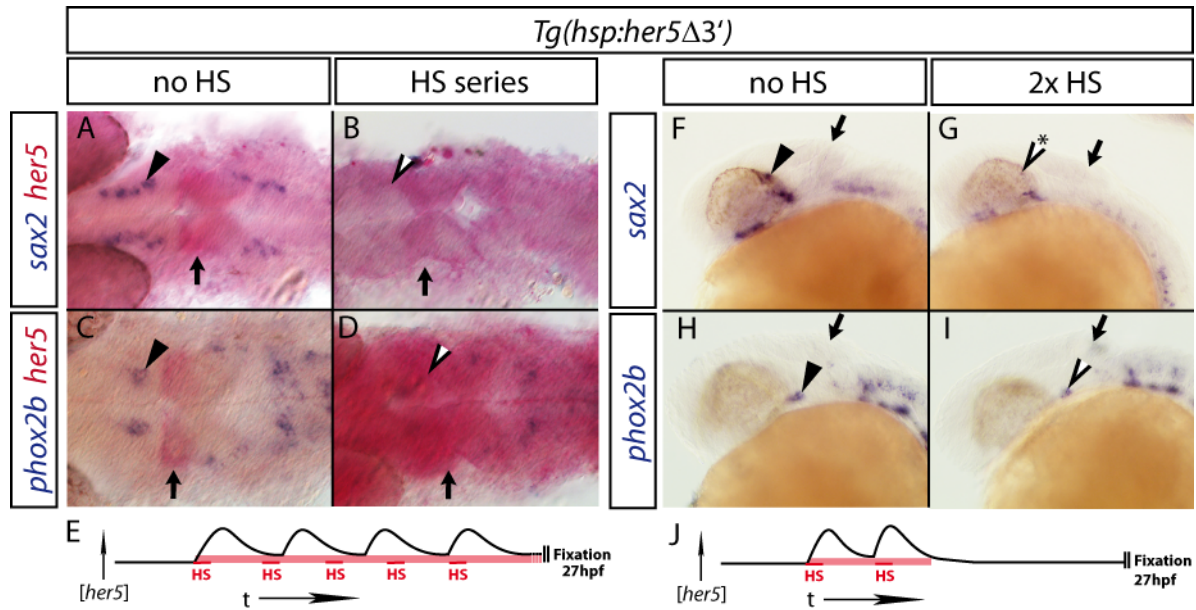 Tg(hsp:her5Δ3')
no HS
HS series
no HS
2x HS
sax2 her5
A
B
sax2
F
G
*
phox2b her5
C
D
phox2b
H
I
E
HS
HS
HS
HS
HS
Fixation
27hpf
[her5]
t
J
HS
HS
Fixation
27hpf
[her5]
t